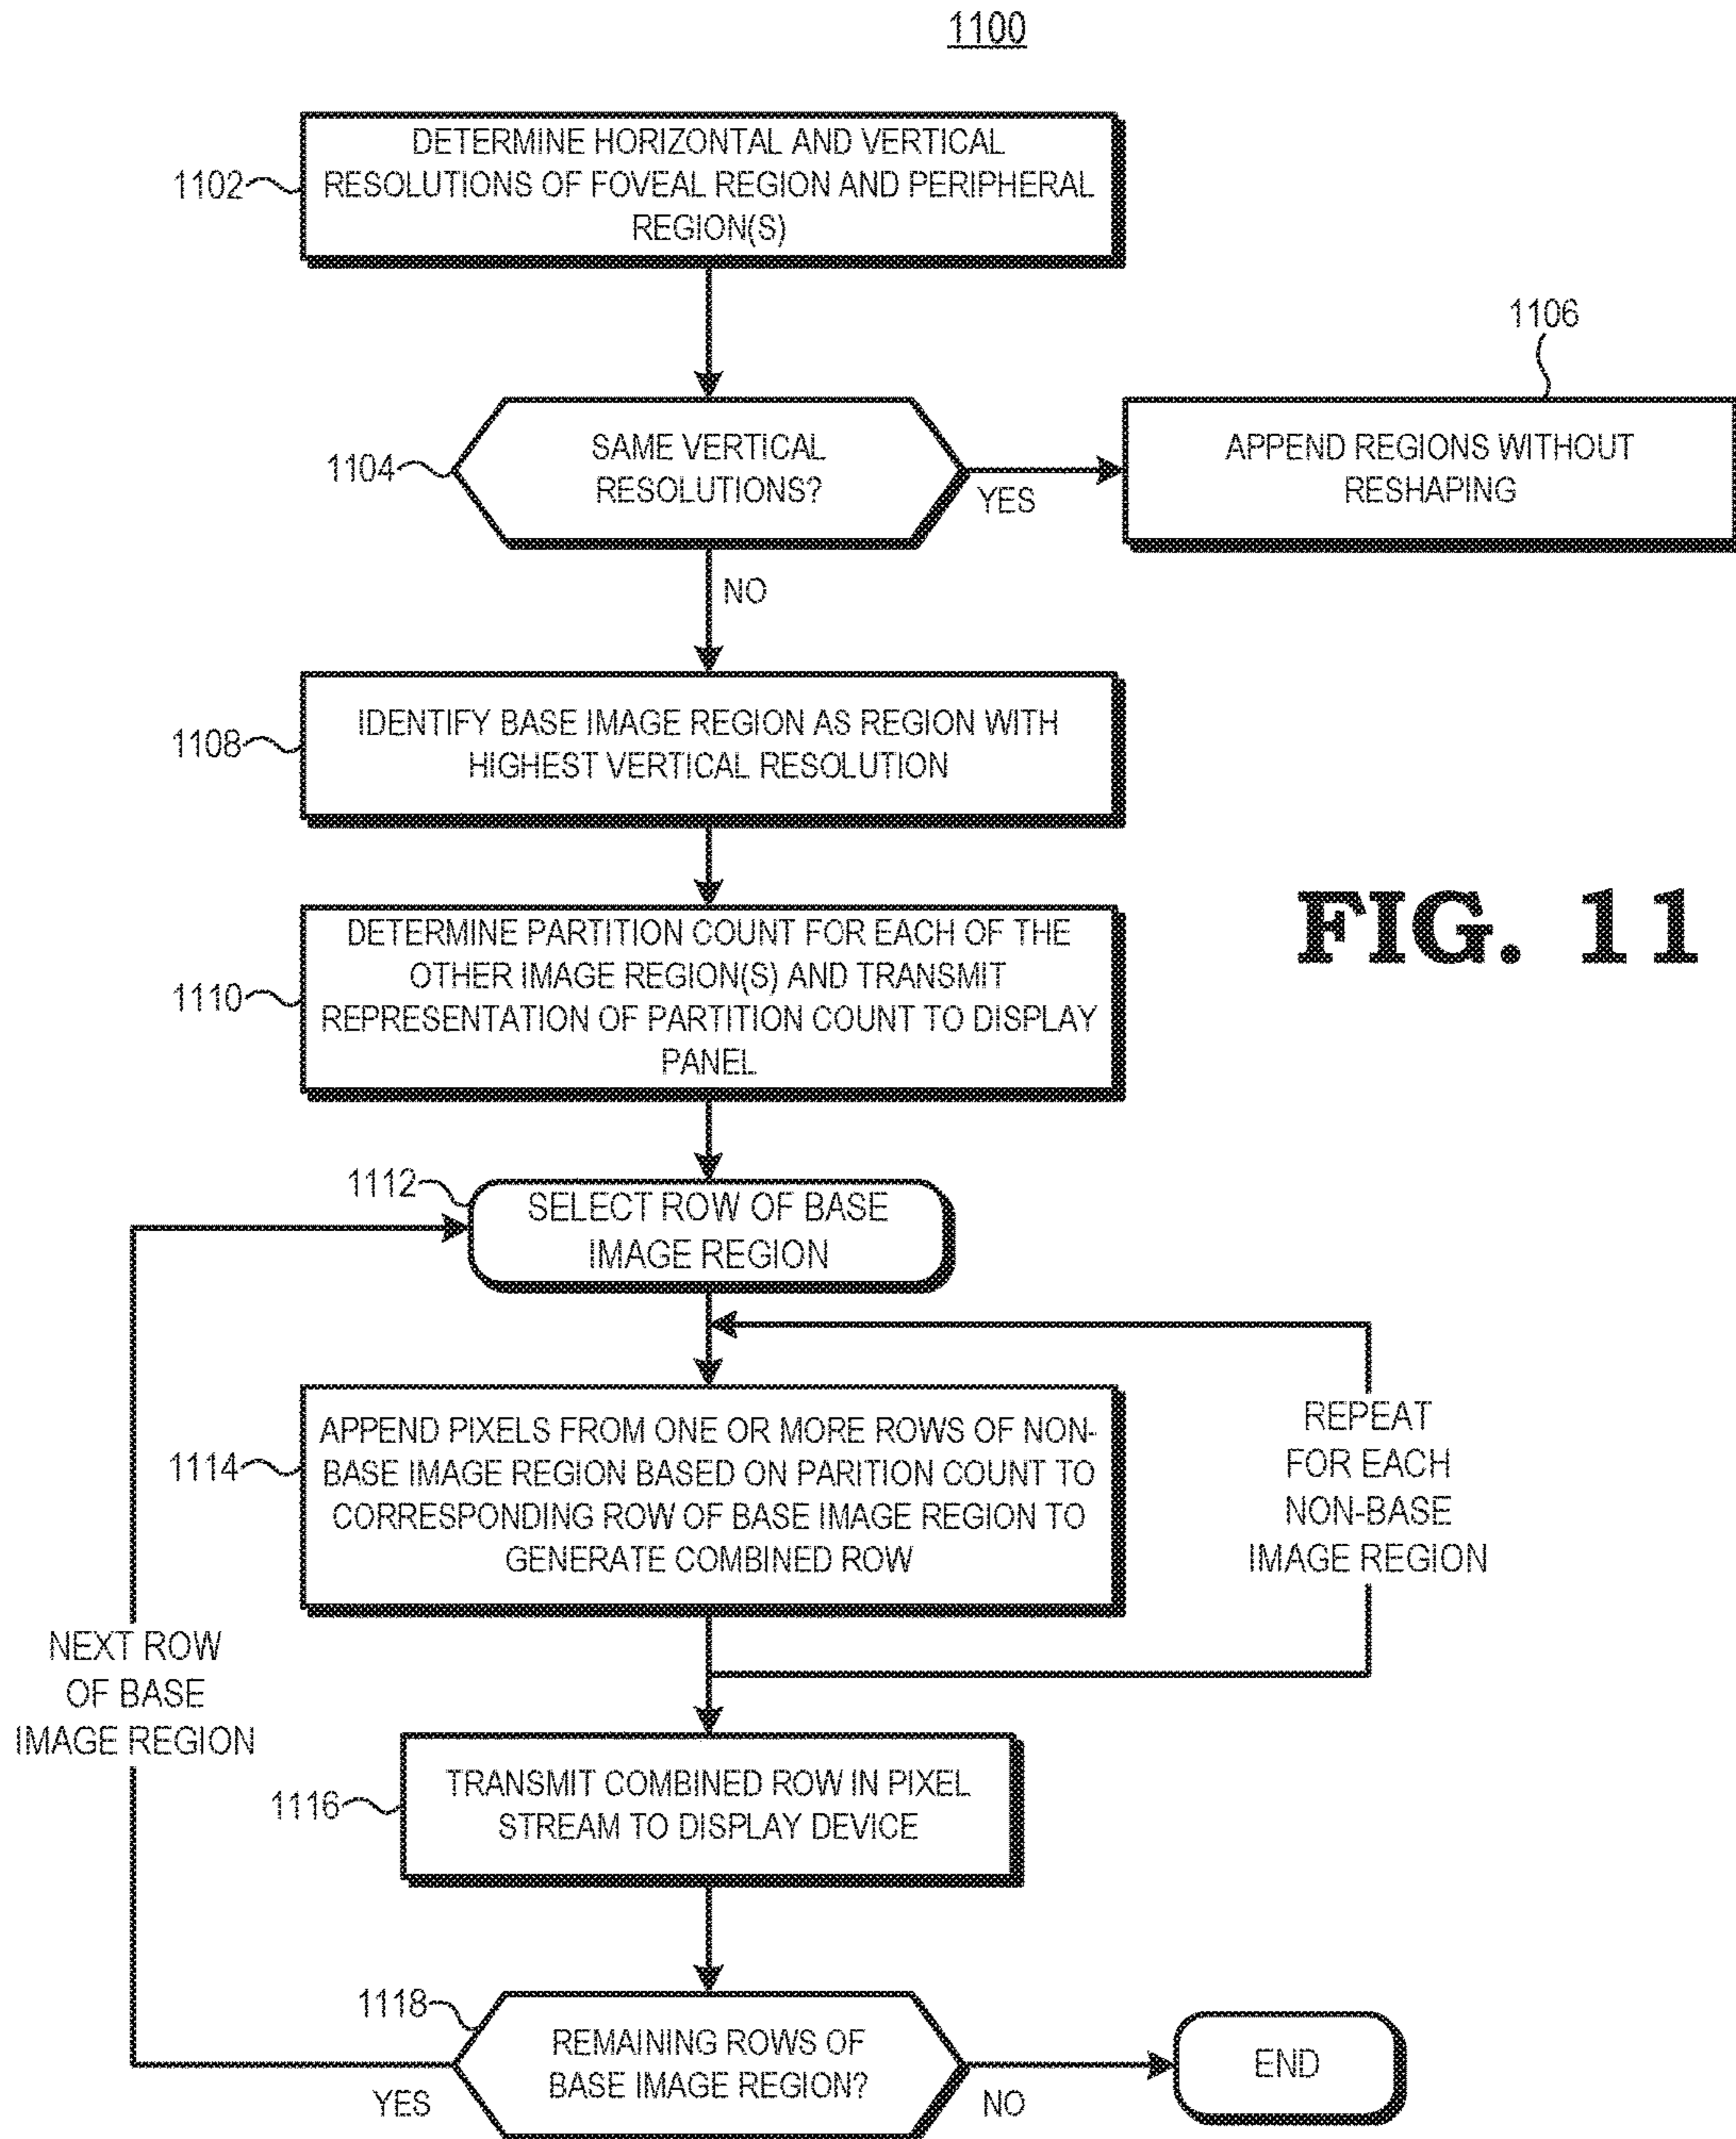 1100
DETERMINE HORIZONTAL AND VERTICAL
RESOLUTIONS OF FOVEAL REGION AND PERIPHERAL
REGION(S)
1102
1106
SAME VERTICAL
RESOLUTIONS?
1104
YES
APPEND REGIONS WITHOUT
RESHAPING
NO
IDENTIFY BASE IMAGE REGION AS REGION WITH
HIGHEST VERTICAL RESOLUTION
1108
FIG. 11
DETERMINE PARTITION COUNT FOR EACH OF THE
OTHER IMAGE REGION(S) AND TRANSMIT
REPRESENTATION OF PARTITION COUNT TO DISPLAY
PANEL
1110
1112
SELECT ROW OF BASE
IMAGE REGION
APPEND PIXELS FROM ONE OR MORE ROWS OF NON-
BASE IMAGE REGION BASED ON PARITION COUNT TO
CORRESPONDING ROW OF BASE IMAGE REGION TO
GENERATE COMBINED ROW
1114
REPEAT
FOR EACH
NON-BASE
IMAGE REGION
NEXT ROW
OF BASE
IMAGE REGION
TRANSMIT COMBINED ROW IN PIXEL
STREAM TO DISPLAY DEVICE
1116
1118
REMAINING ROWS OF
BASE IMAGE REGION?
YES
NO
END